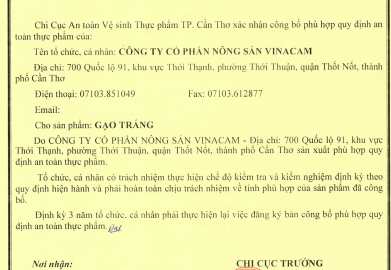 Chi Cục An toàn Vệ sinh Thực phẩm TP. Cần Thơ xác nhận công bố phù hợp quy định an
toàn thực phẩm của:
Tên tổ chức, cá nhân: CÔNG TY CỔ PHẦN NÔNG SẢN VINACAM
Địa chỉ: 700 Quốc lộ 91, khu vực Thới Thạnh, phường Thới Thuận, quận Thốt Nốt, thành
phố Cần Thơ
Điện thoại: 07103.851049 Fax: 07103.612877
Email:
Cho sản phẩm: GẠO TRẮNG
Do CÔNG TY CỔ PHẦN NÔNG SẢN VINACAM - Địa chỉ: 700 Quốc lộ 91, khu vực
Thới Thạnh, phường Thới Thuận, quận Thốt Nốt, thành phố Cần Thơ sản xuất phù hợp quy
định an toàn thực phẩm.
Tổ chức, cá nhân có trách nhiệm thực hiện chế độ kiểm tra và kiểm nghiệm định kỳ theo
quy định hiện hành và phải hoàn toàn chịu trách nhiệm về tính phù hợp của sản phẩm đã công
bố.
Định kỳ 3 năm tổ chức, cá nhân phải thực hiện lại việc đăng ký bản công bố phù hợp quy
định an toàn thực phẩm.
Nơi nhận: CHI CỤC TRƯỞNG